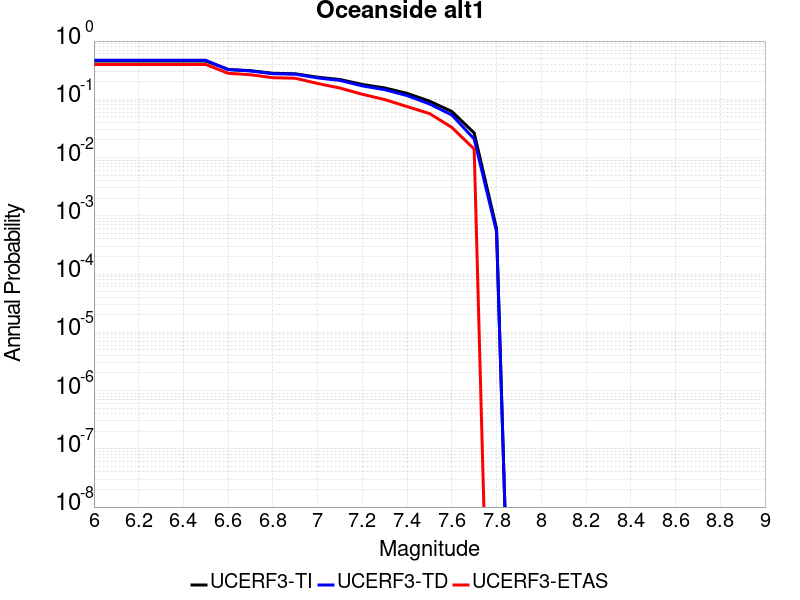 Oceanside alt1
10^0
10^-1
10^-2
10^-3
10^-4
10^-5
10^-6
10^-7
10^-8
Annual Probability
6 6.2 6.4 6.6 6.8 7 7.2 7.4 7.6 7.8 8 8.2 8.4 8.6 8.8 9
Magnitude
UCERF3-TI UCERF3-TD UCERF3-ETAS